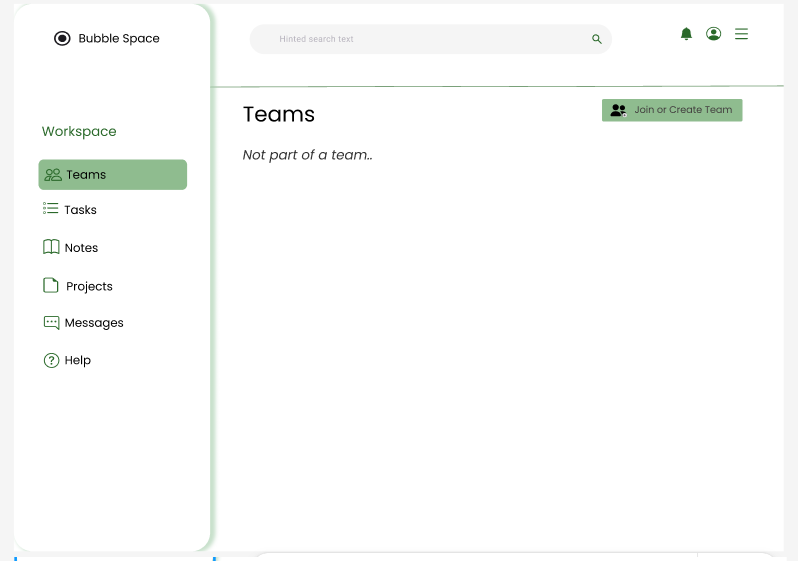 Bubble Space
Hinted search text
Workspace
Teams
Tasks
Notes
Projects
Messages
Help
Teams
Join or Create Team
Not part of a team..